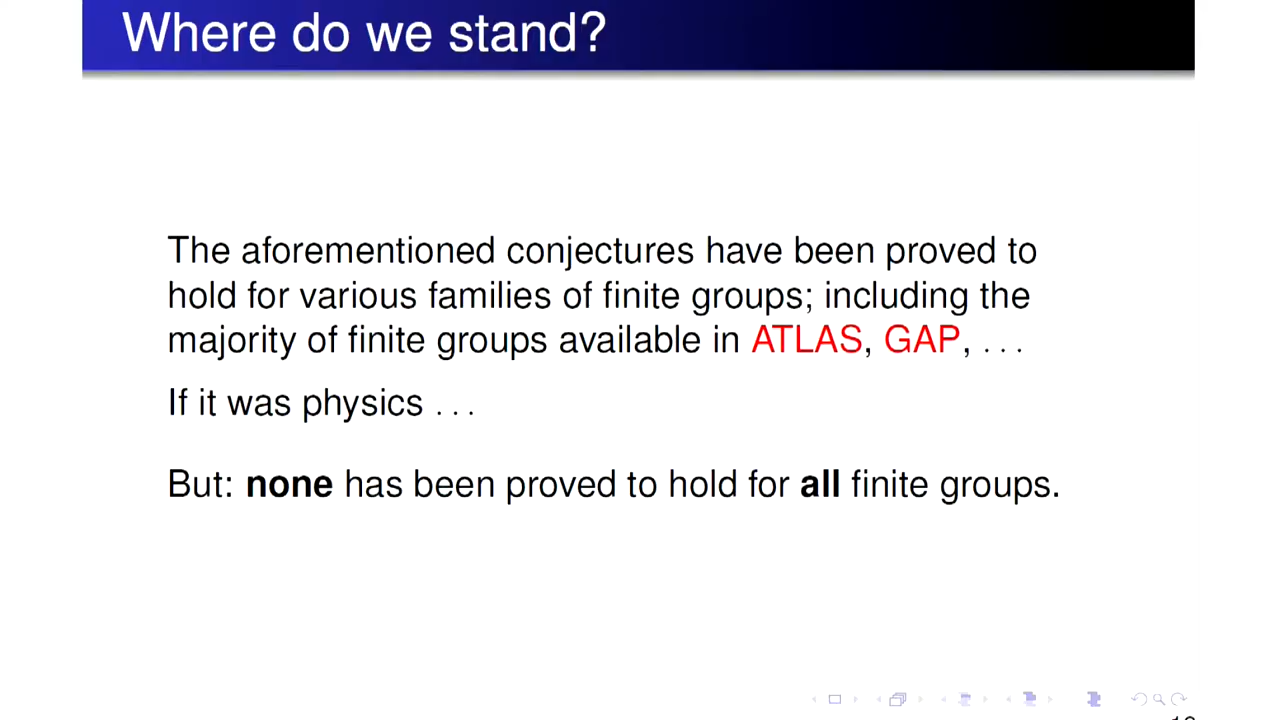 Where do we stand?
The aforementioned conjectures have been proved to
hold for various families of finite groups; including the
majority of finite groups available in ATLAS, GAP, . . .
If it was physics . . .
But: none has been proved to hold for all finite groups.